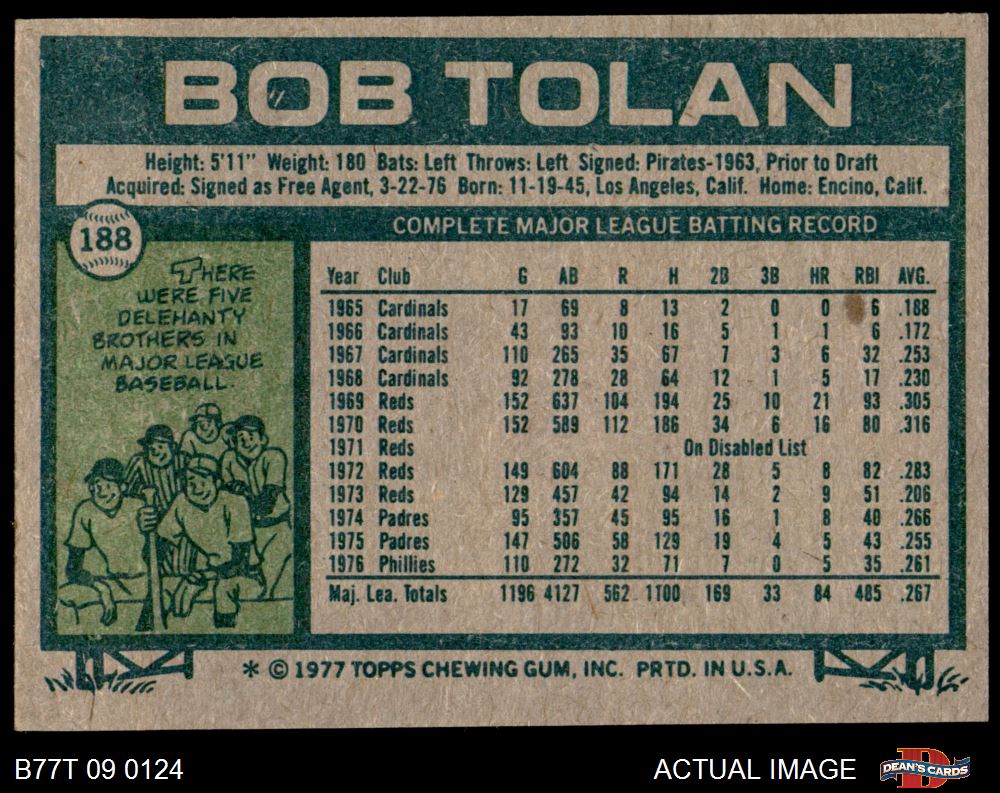 BOB TOLAN
Height: 5'11" Weight: 180 Bats: Left Throws: Left Signed: Pirates-1963, Prior to Draft
Acquired: Signed as Free Agent, 3-22-76 Born: 11-19-45, Los Angeles, Calif. Home: Encino, Calif.
188
THERE
WERE FIVE
DELEHANTY
BROTHERS IN
MAJOR LEAGUE
BASEBALL.
COMPLETE MAJOR LEAGUE BATTING RECORD
Year Club G AB R H 2B 3B HR RBI AVG.
1965 Cardinals 17 69 8 13 2 0 0 6 .188
1966 Cardinals 43 93 10 16 5 1 1 6 .172
1967 Cardinals 110 265 35 67 7 3 6 32 .253
1968 Cardinals 92 278 28 64 12 1 5 17 .230
1969 Reds 152 637 104 194 25 10 21 93 .305
1970 Reds 152 589 112 186 34 6 16 80 .316
1971 Reds On Disabled List
1972 Reds 149 604 88 171 28 5 8 82 .283
1973 Reds 129 457 42 94 14 2 9 51 .206
1974 Padres 95 357 45 95 16 1 8 40 .266
1975 Padres 147 506 58 129 19 4 5 43 .255
1976 Phillies 110 272 32 71 7 0 5 35 .261
Maj. Lea. Totals 1196 4127 562 1100 169 33 84 485 .267
* © 1977 TOPPS CHEWING GUM, INC. PRTD. IN U.S.A.
B77T 09 0124
ACTUAL IMAGE
D
DEAN'S CARDS